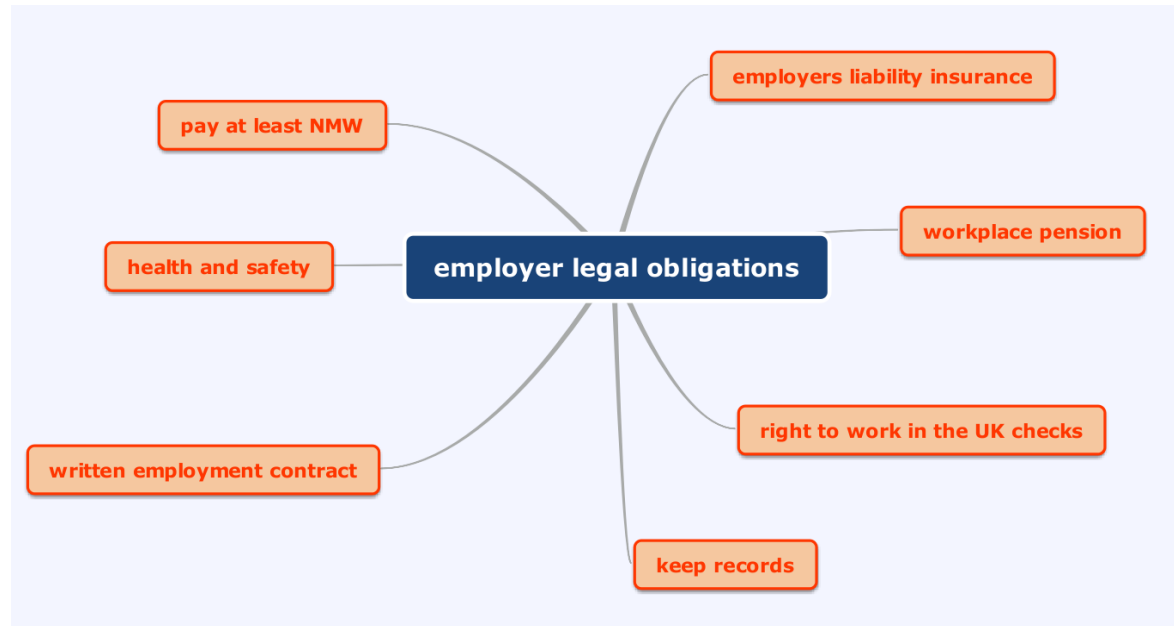 employers liability insurance
pay at least NMW
workplace pension
health and safety
employer legal obligations
right to work in the UK checks
written employment contract
keep records